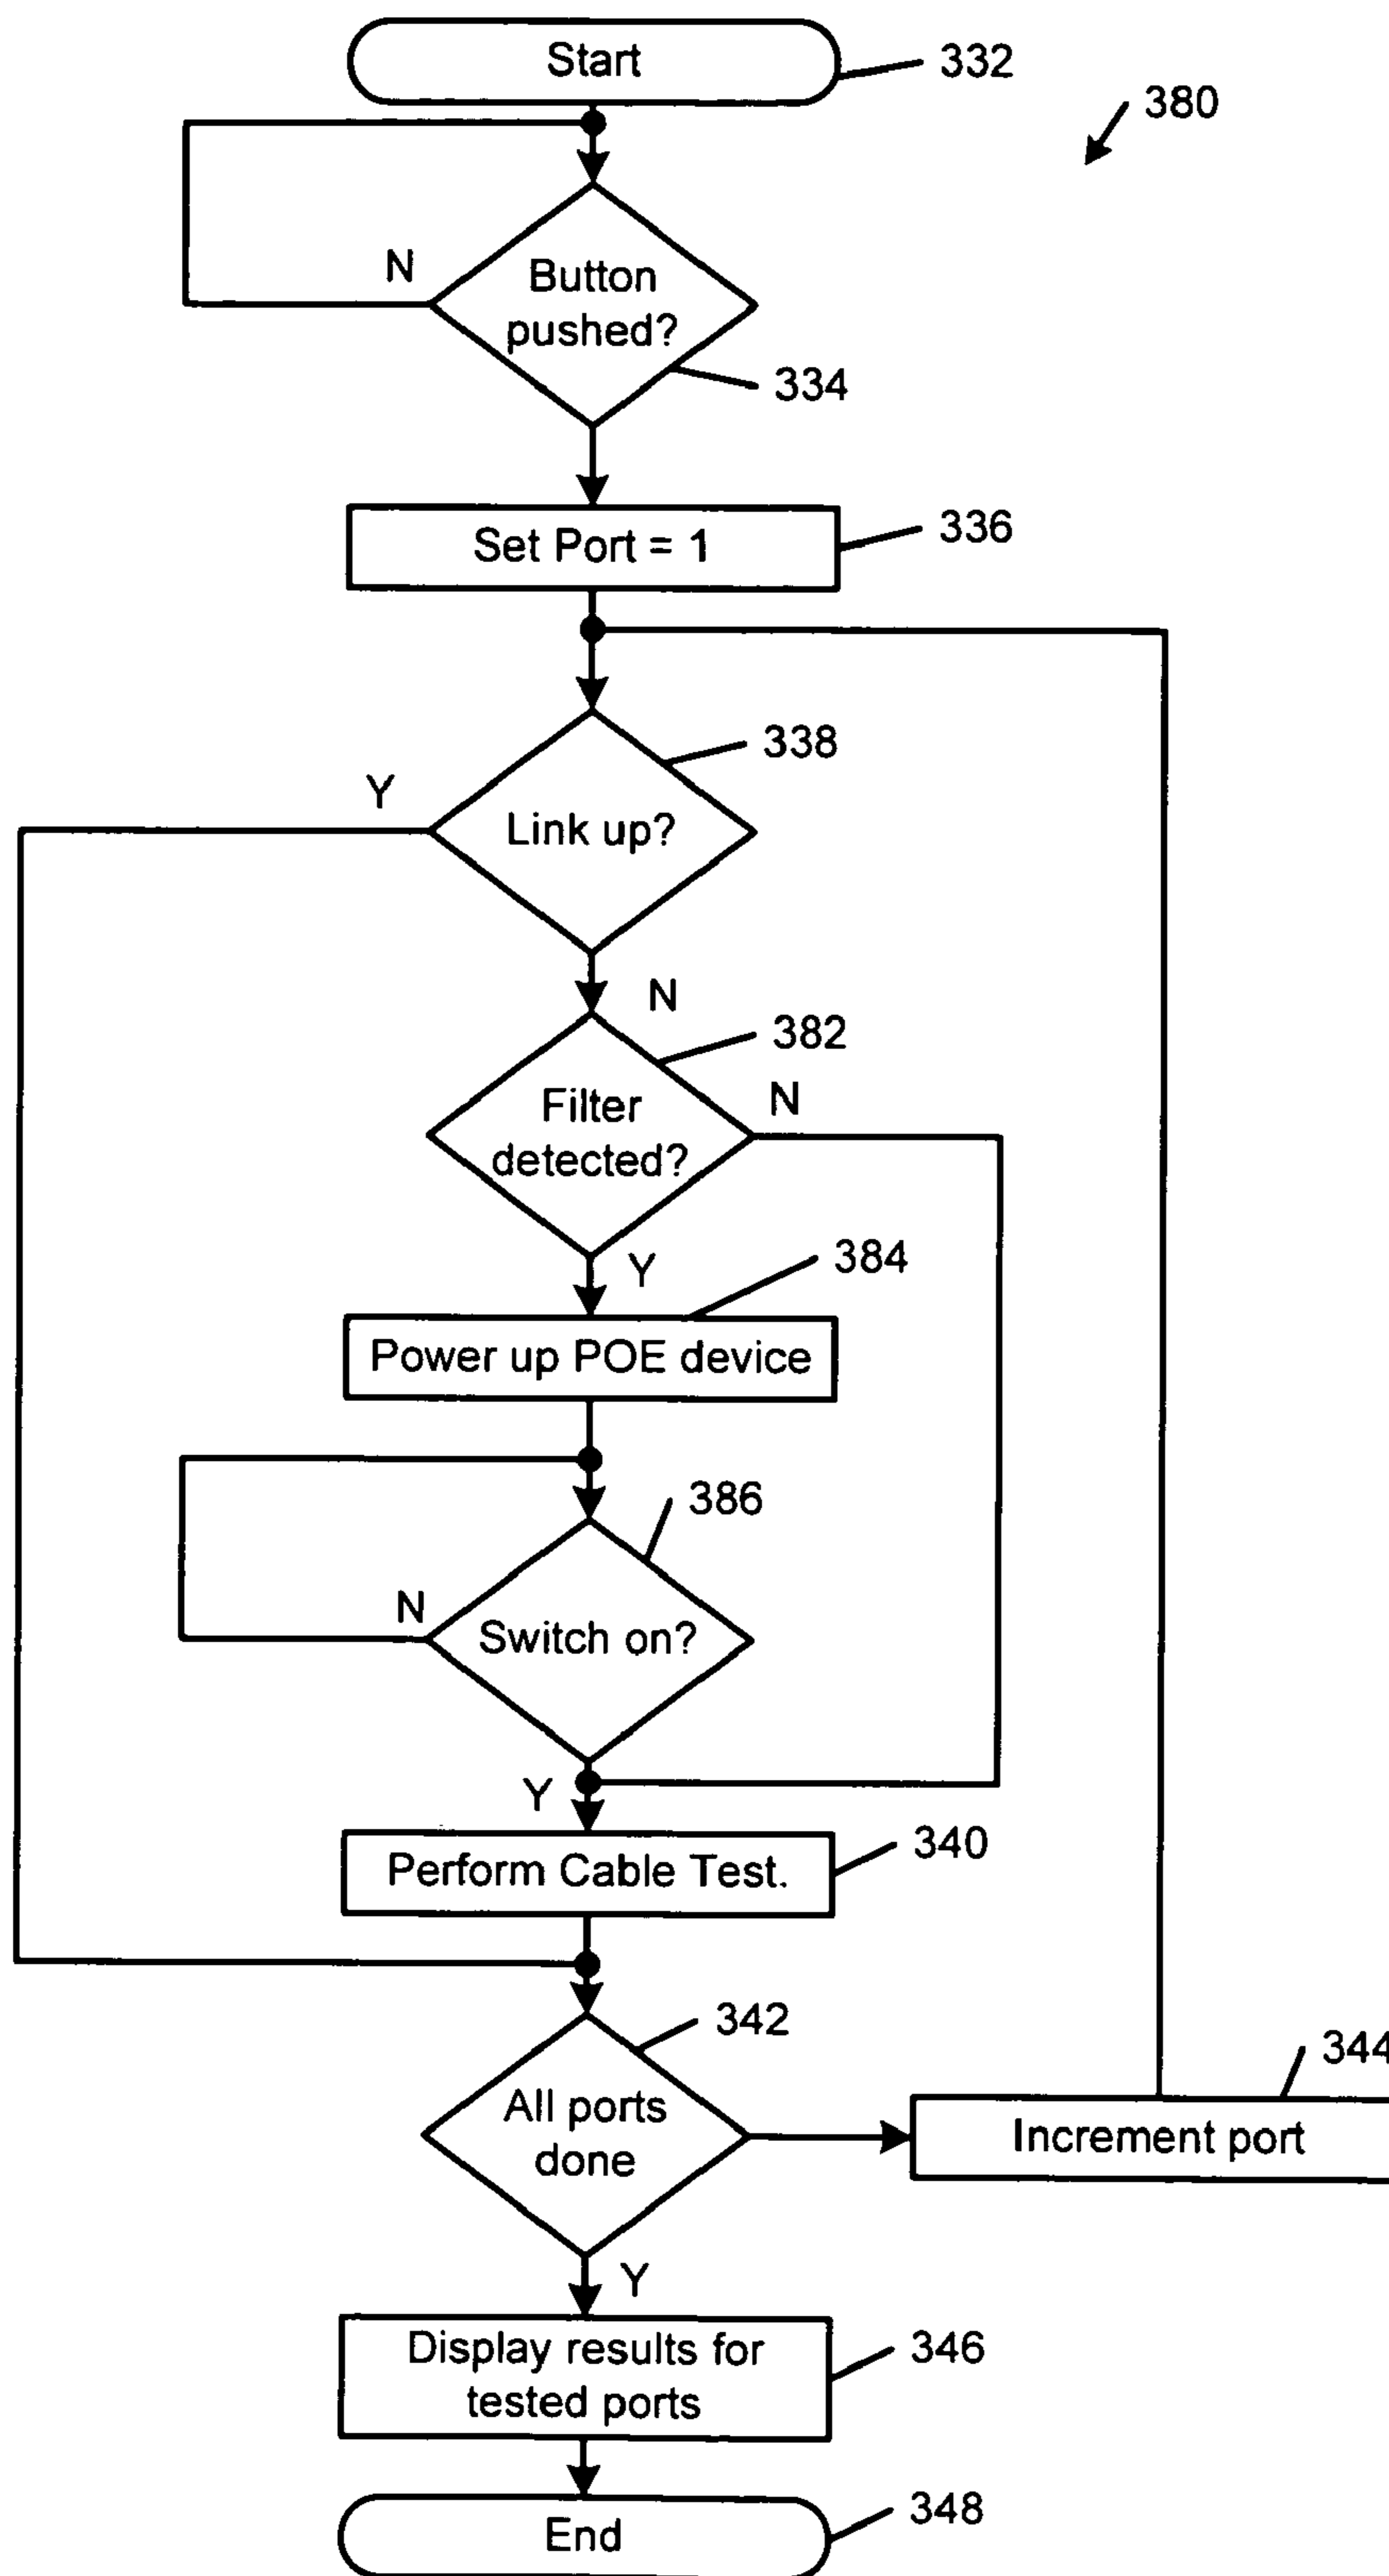 Start
332
380
N
Button
pushed?
334
Set Port = 1
336
338
Y
Link up?
N
382
Filter
detected?
N
Y
384
Power up POE device
386
N
Switch on?
Y
Perform Cable Test.
340
342
All ports
done
344
Increment port
Y
Display results for
tested ports
346
End
348